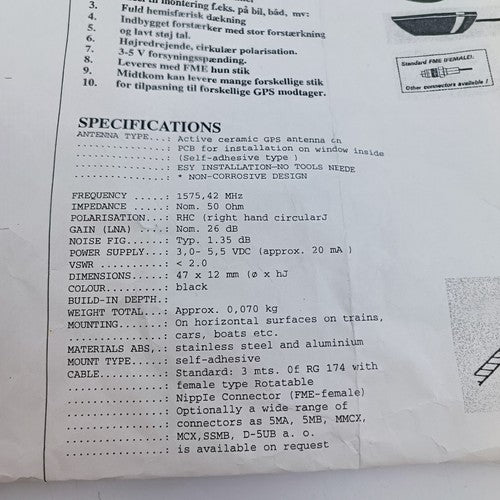 til montering f.eks. på bil, båd, mv:
3. Fuld hemisfærisk dækning
4. Indbygget forstærker med stor forstærkning
5. og lavt støj tal.
6. Højredrejende, cirkulær polarisation.
7. 3-5 V forsyningsspænding.
8. Leveres med FME hun stik
9. Midtkom kan levere mange forskellige stik
10. for tilpasning til forskellige GPS modtager.
Standard FME (FEMALE):
Other connectors available !
SPECIFICATIONS
ANTENNA TYPE...: Active ceramic GPS antenna on
...............: PCB for installation on window inside
...............: (Self-adhesive type )
...............: ESY INSTALLATION—NO TOOLS NEEDE
...............: * NON-CORROSIVE DESIGN
FREQUENCY .....: 1575,42 MHz
IMPEDANCE .....: Nom. 50 Ohm
POLARISATION...: RHC (right hand circularJ
GAIN (LNA) ....: Nom. 26 dB
NOISE FIG......: Typ. 1.35 dB
POWER SUPPLY...: 3,0- 5,5 VDC (approx. 20 mA )
VSWR ..........: < 2.0
DIMENSIONS.....: 47 x 12 mm (ø x hJ
COLOUR.........: black
BUILD-IN DEPTH.:
WEIGHT TOTAL...: Approx. 0,070 kg
MOUNTING.......: On horizontal surfaces on trains,
...............: cars, boats etc.
MATERIALS ABS,.: stainless steel and aluminium
MOUNT TYPE.....: self-adhesive
CABLE..........: Standard: 3 mts. Of RG 174 with
...............: female type Rotatable
...............: NippIe Connector (FME-female)
...............: Optionally a wide range of
...............: connectors as 5MA, 5MB, MMCX,
...............: MCX,SSMB, D-5UB a. o.
...............: is available on request